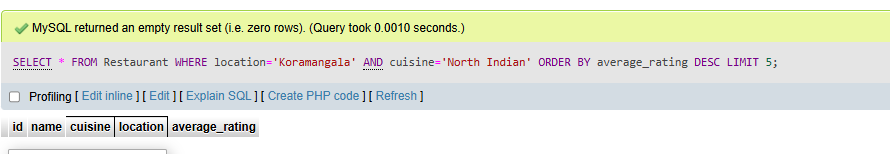 MySQL returned an empty result set (i.e. zero rows). (Query took 0.0010 seconds.)
SELECT * FROM Restaurant WHERE location='Koramangala' AND cuisine='North Indian' ORDER BY average_rating DESC LIMIT 5;
Profiling [ Edit inline ] [ Edit ] [ Explain SQL ] [ Create PHP code ] [ Refresh ]
id name cuisine location average_rating